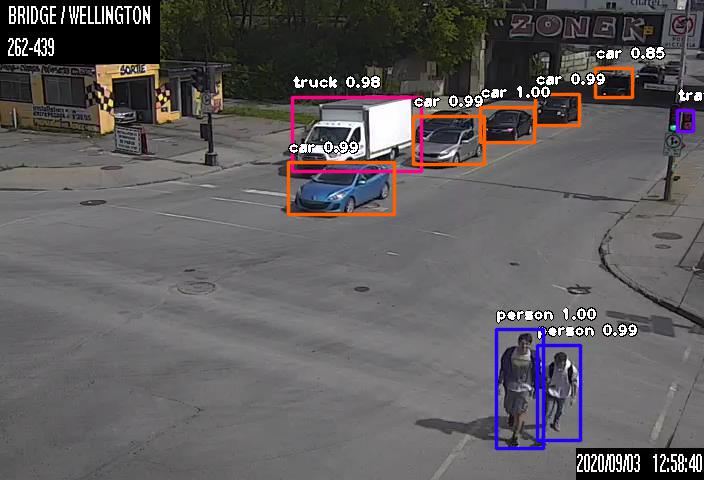 BRIDGE / WELLINGTON
262-439
ZONEK
SORTIE
truck 0.98
car 0.99
car 1.00
car 0.99
car 0.85
car 0.99
person 1.00
person 0.99
2020/09/03 12:58:40